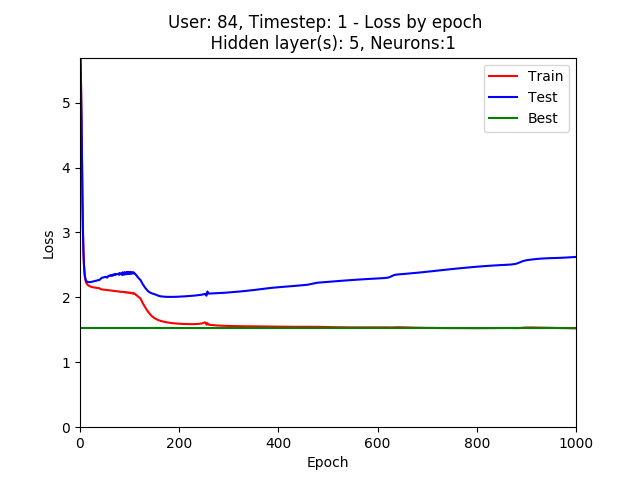 User: 84, Timestep: 1 - Loss by epoch
Hidden layer(s): 5, Neurons:1
Train
Test
Best
5
4
3
2
1
0
Loss
0 200 400 600 800 1000
Epoch